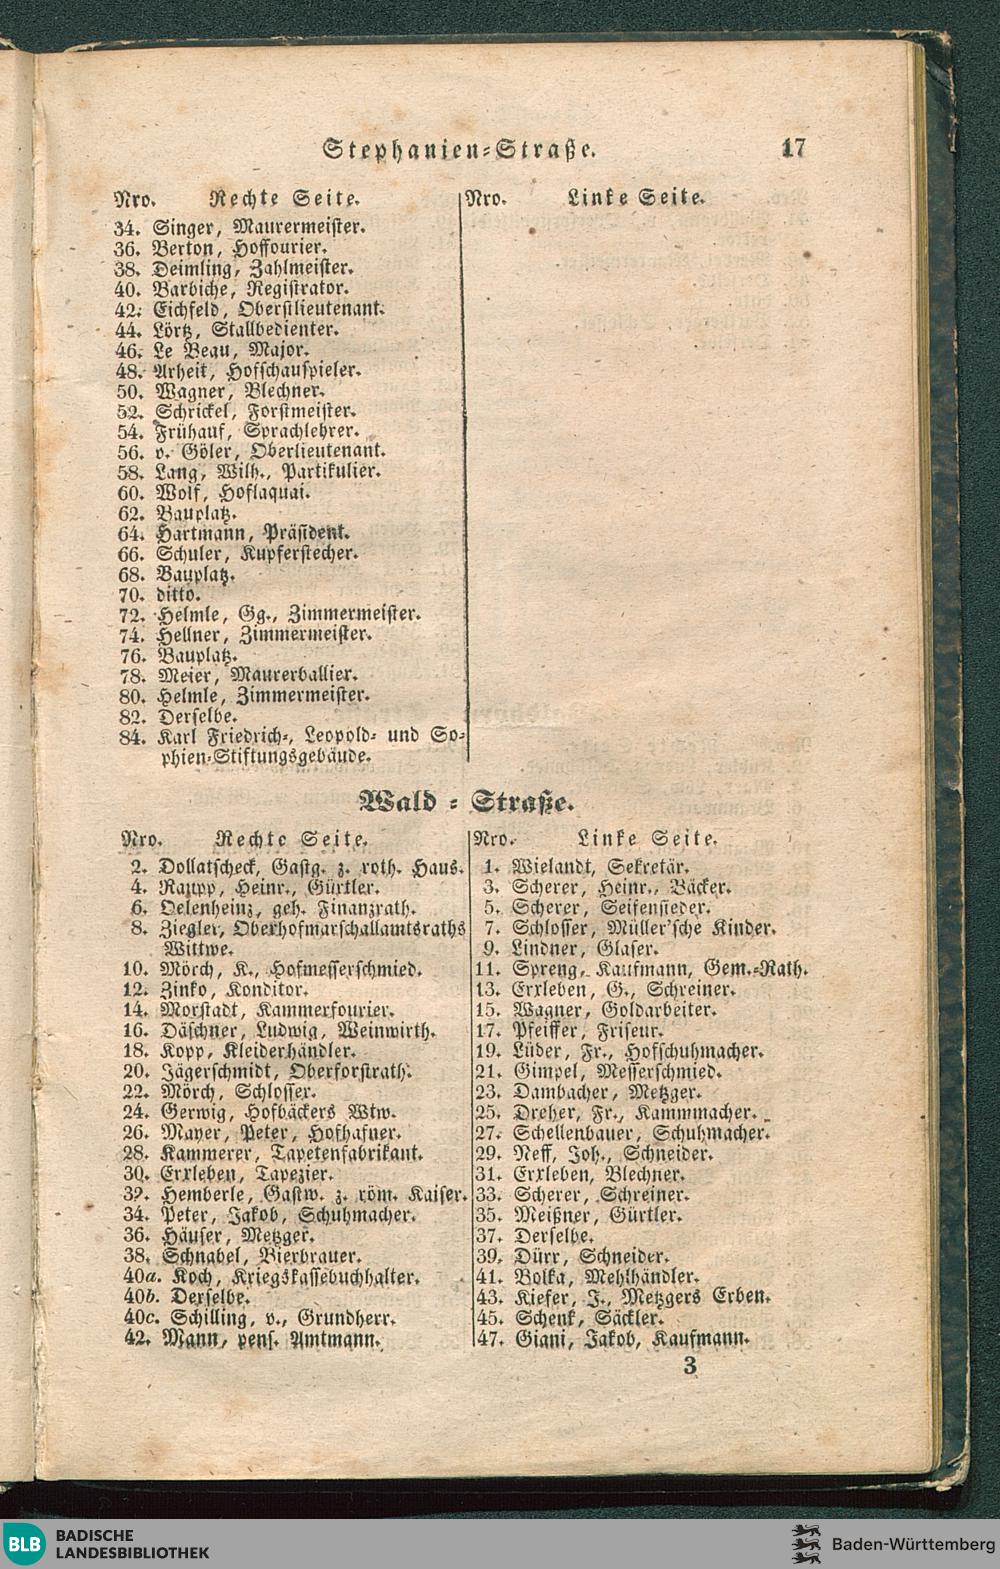 Stephanien-Straße. 17
Nro. Rechte Seite.
34. Singer, Maurermeister.
36. Berton, Hoffourier.
38. Deimling, Zahlmeister.
40. Barbiche, Registrator.
42. Eichfeld, Oberstlieutenant.
44. Lörtz, Stallbedienter.
46. Le Beau, Major.
48. Arheit, Hofschauspieler.
50. Wagner, Blechner.
52. Schrickel, Forstmeister.
54. Frühauf, Sprachlehrer.
56. v. Göler, Oberlieutenant.
58. Lang, Wilh., Partikulier.
60. Wolf, Hoflaquai.
62. Bauplatz.
64. Hartmann, Präsident.
66. Schuler, Kupferstecher.
68. Bauplatz.
70. ditto.
72. Helmle, Gg., Zimmermeister.
74. Hellner, Zimmermeister.
76. Bauplatz.
78. Meier, Maurerballier.
80. Helmle, Zimmermeister.
82. Derselbe.
84. Karl Friedrich-, Leopold- und So-
phien-Stiftungsgebäude.
Nro. Linke Seite.
Wald-Straße.
Nro. Rechte Seite.
2. Dollatscheck, Gastg. z. roth. Haus.
4. Raupp, Heinr., Gürtler.
6. Oelenheinz, geh. Finanzrath.
8. Ziegler, Oberhofmarschallamtsraths
Wittwe.
10. Mörch, K., Hofmesserschmied.
12. Zinko, Konditor.
14. Morstadt, Kammerfourier.
16. Däschner, Ludwig, Weinwirth.
18. Kopp, Kleiderhändler.
20. Jägerschmidt, Oberforstrath.
22. Mörch, Schlosser.
24. Gerwig, Hofbäckers Wtw.
26. Mayer, Peter, Hofhafner.
28. Kammerer, Tapetenfabrikant.
30. Erxleben, Tapezier.
32. Hemberle, Gastw. z. röm. Kaiser.
34. Peter, Jakob, Schuhmacher.
36. Häuser, Metzger.
38. Schnabel, Bierbrauer.
40a. Koch, Kriegskassebuchhalter.
40b. Derselbe.
40c. Schilling, v., Grundherr.
42. Mann, pens. Amtmann.
Nro. Linke Seite.
1. Wielandt, Sekretär.
3. Scherer, Heinr., Bäcker.
5. Scherer, Seifensieder.
7. Schlosser, Müller'sche Kinder.
9. Lindner, Glaser.
11. Spreng, Kaufmann, Gem.-Rath.
13. Erxleben, G., Schreiner.
15. Wagner, Goldarbeiter.
17. Pfeiffer, Friseur.
19. Lüder, Fr., Hofschuhmacher.
21. Gimpel, Messerschmied.
23. Dambacher, Metzger.
25. Dreher, Fr., Kammmacher.
27. Schellenbauer, Schuhmacher.
29. Neff, Joh., Schneider.
31. Erxleben, Blechner.
33. Scherer, Schreiner.
35. Meißner, Gürtler.
37. Derselbe.
39. Dürr, Schneider.
41. Bolka, Mehlhändler.
43. Kiefer, J., Metzgers Erben.
45. Schenk, Säckler.
47. Giani, Jakob, Kaufmann.
3
BLB BADISCHE
LANDESBIBLIOTHEK
Baden-Württemberg